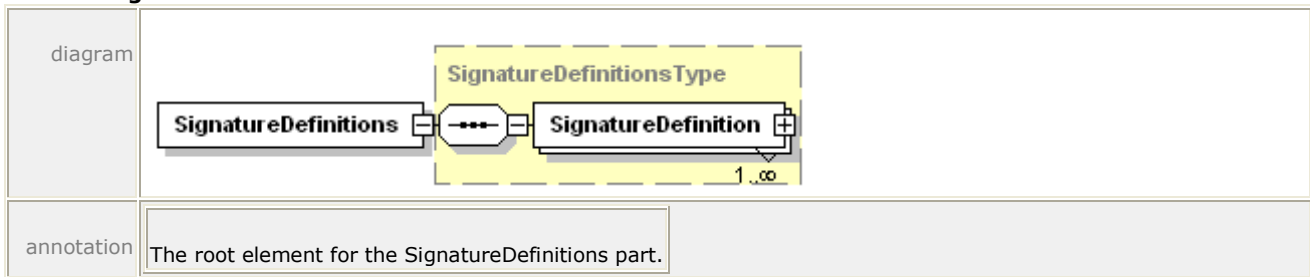 diagram
SignatureDefinitionsType
SignatureDefinitions
SignatureDefinition
1..∞
annotation
The root element for the SignatureDefinitions part.